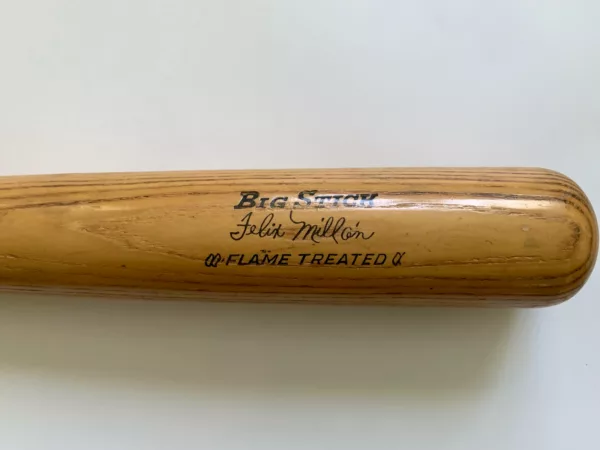 BIG STICK
Felix Millán
FLAME TREATED